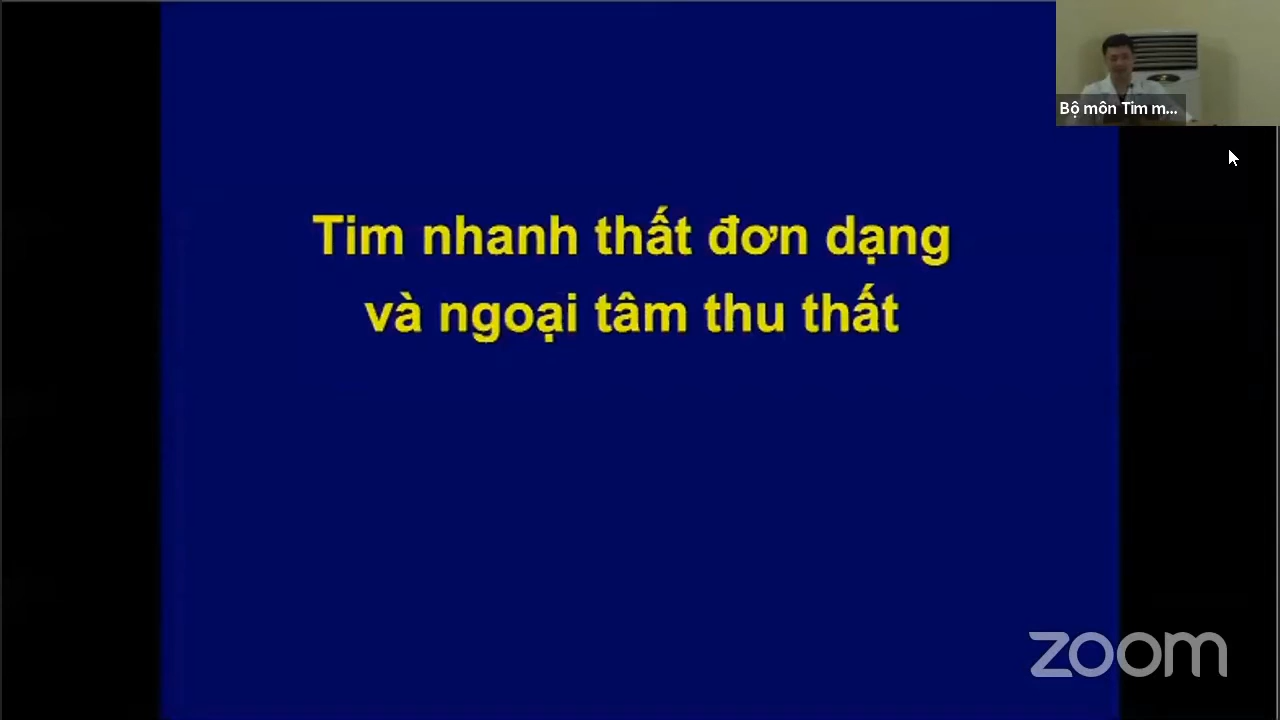 Bộ môn Tim m...
Tim nhanh thất đơn dạng
và ngoại tâm thu thất
zoom